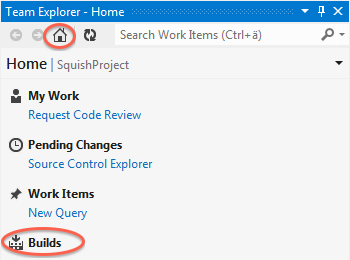 Team Explorer - Home
Search Work Items (Ctrl+ä)
Home | SquishProject
My Work
Request Code Review
Pending Changes
Source Control Explorer
Work Items
New Query
Builds